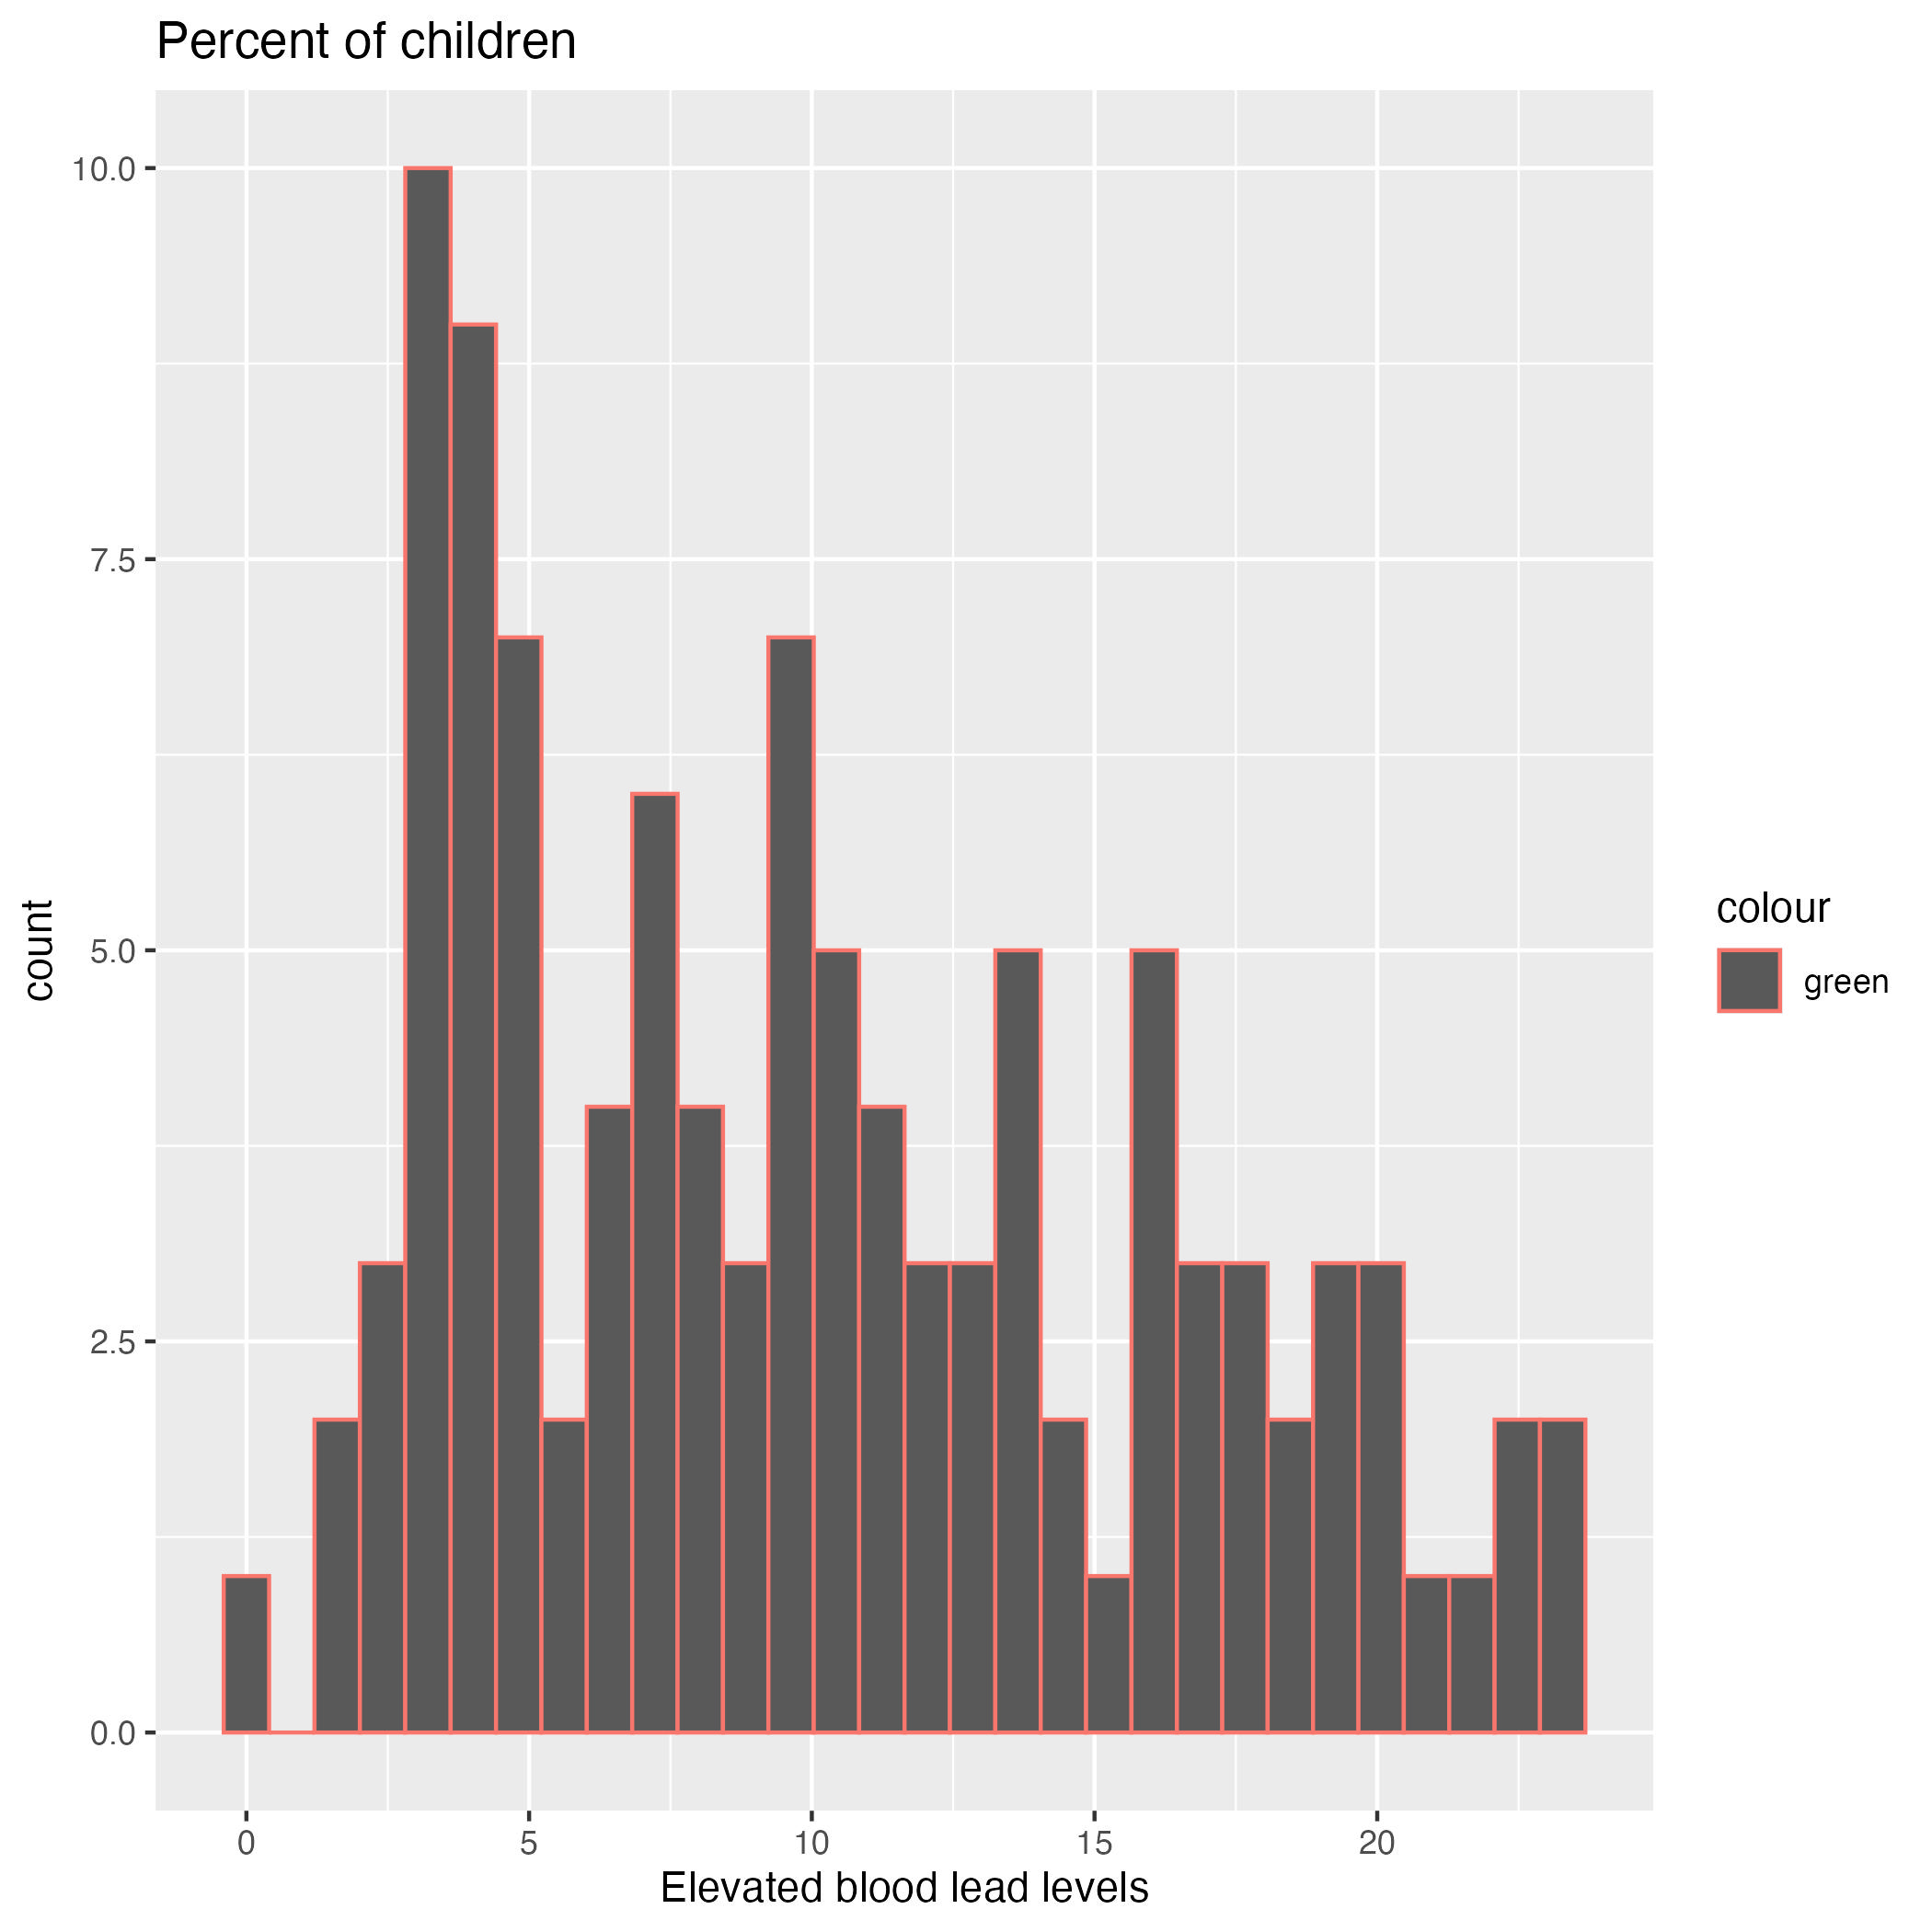 Percent of children
10.0
7.5
5.0
2.5
0.0
count
0 5 10 15 20
Elevated blood lead levels
colour
green